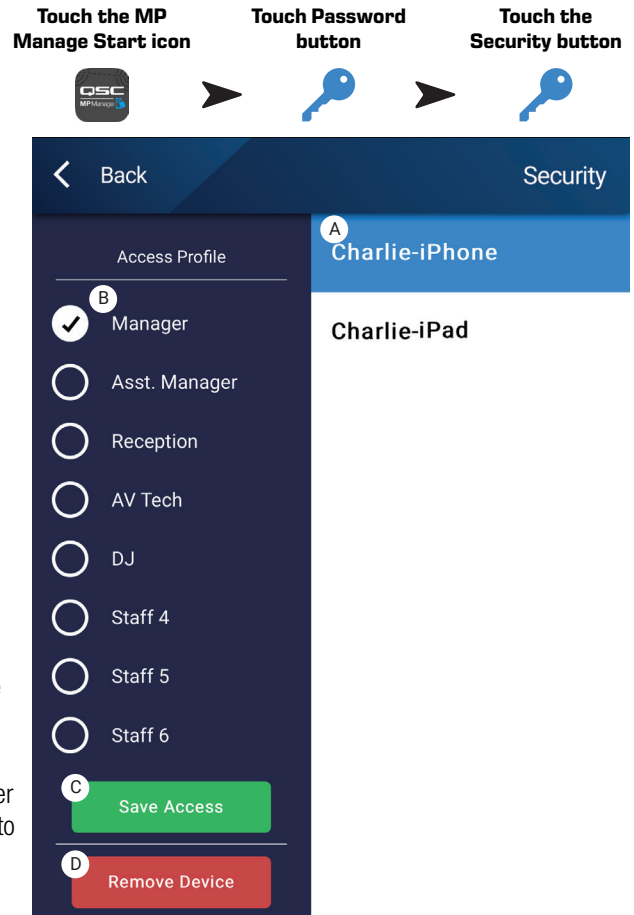 Touch the MP
Manage Start icon
Touch Password
button
Touch the
Security button
QSC
MP Manage
Back
Security
Access Profile
A
Charlie-iPhone
B
Manager
Charlie-iPad
Asst. Manager
Reception
AV Tech
DJ
Staff 4
Staff 5
Staff 6
er
to
C
Save Access
D
Remove Device